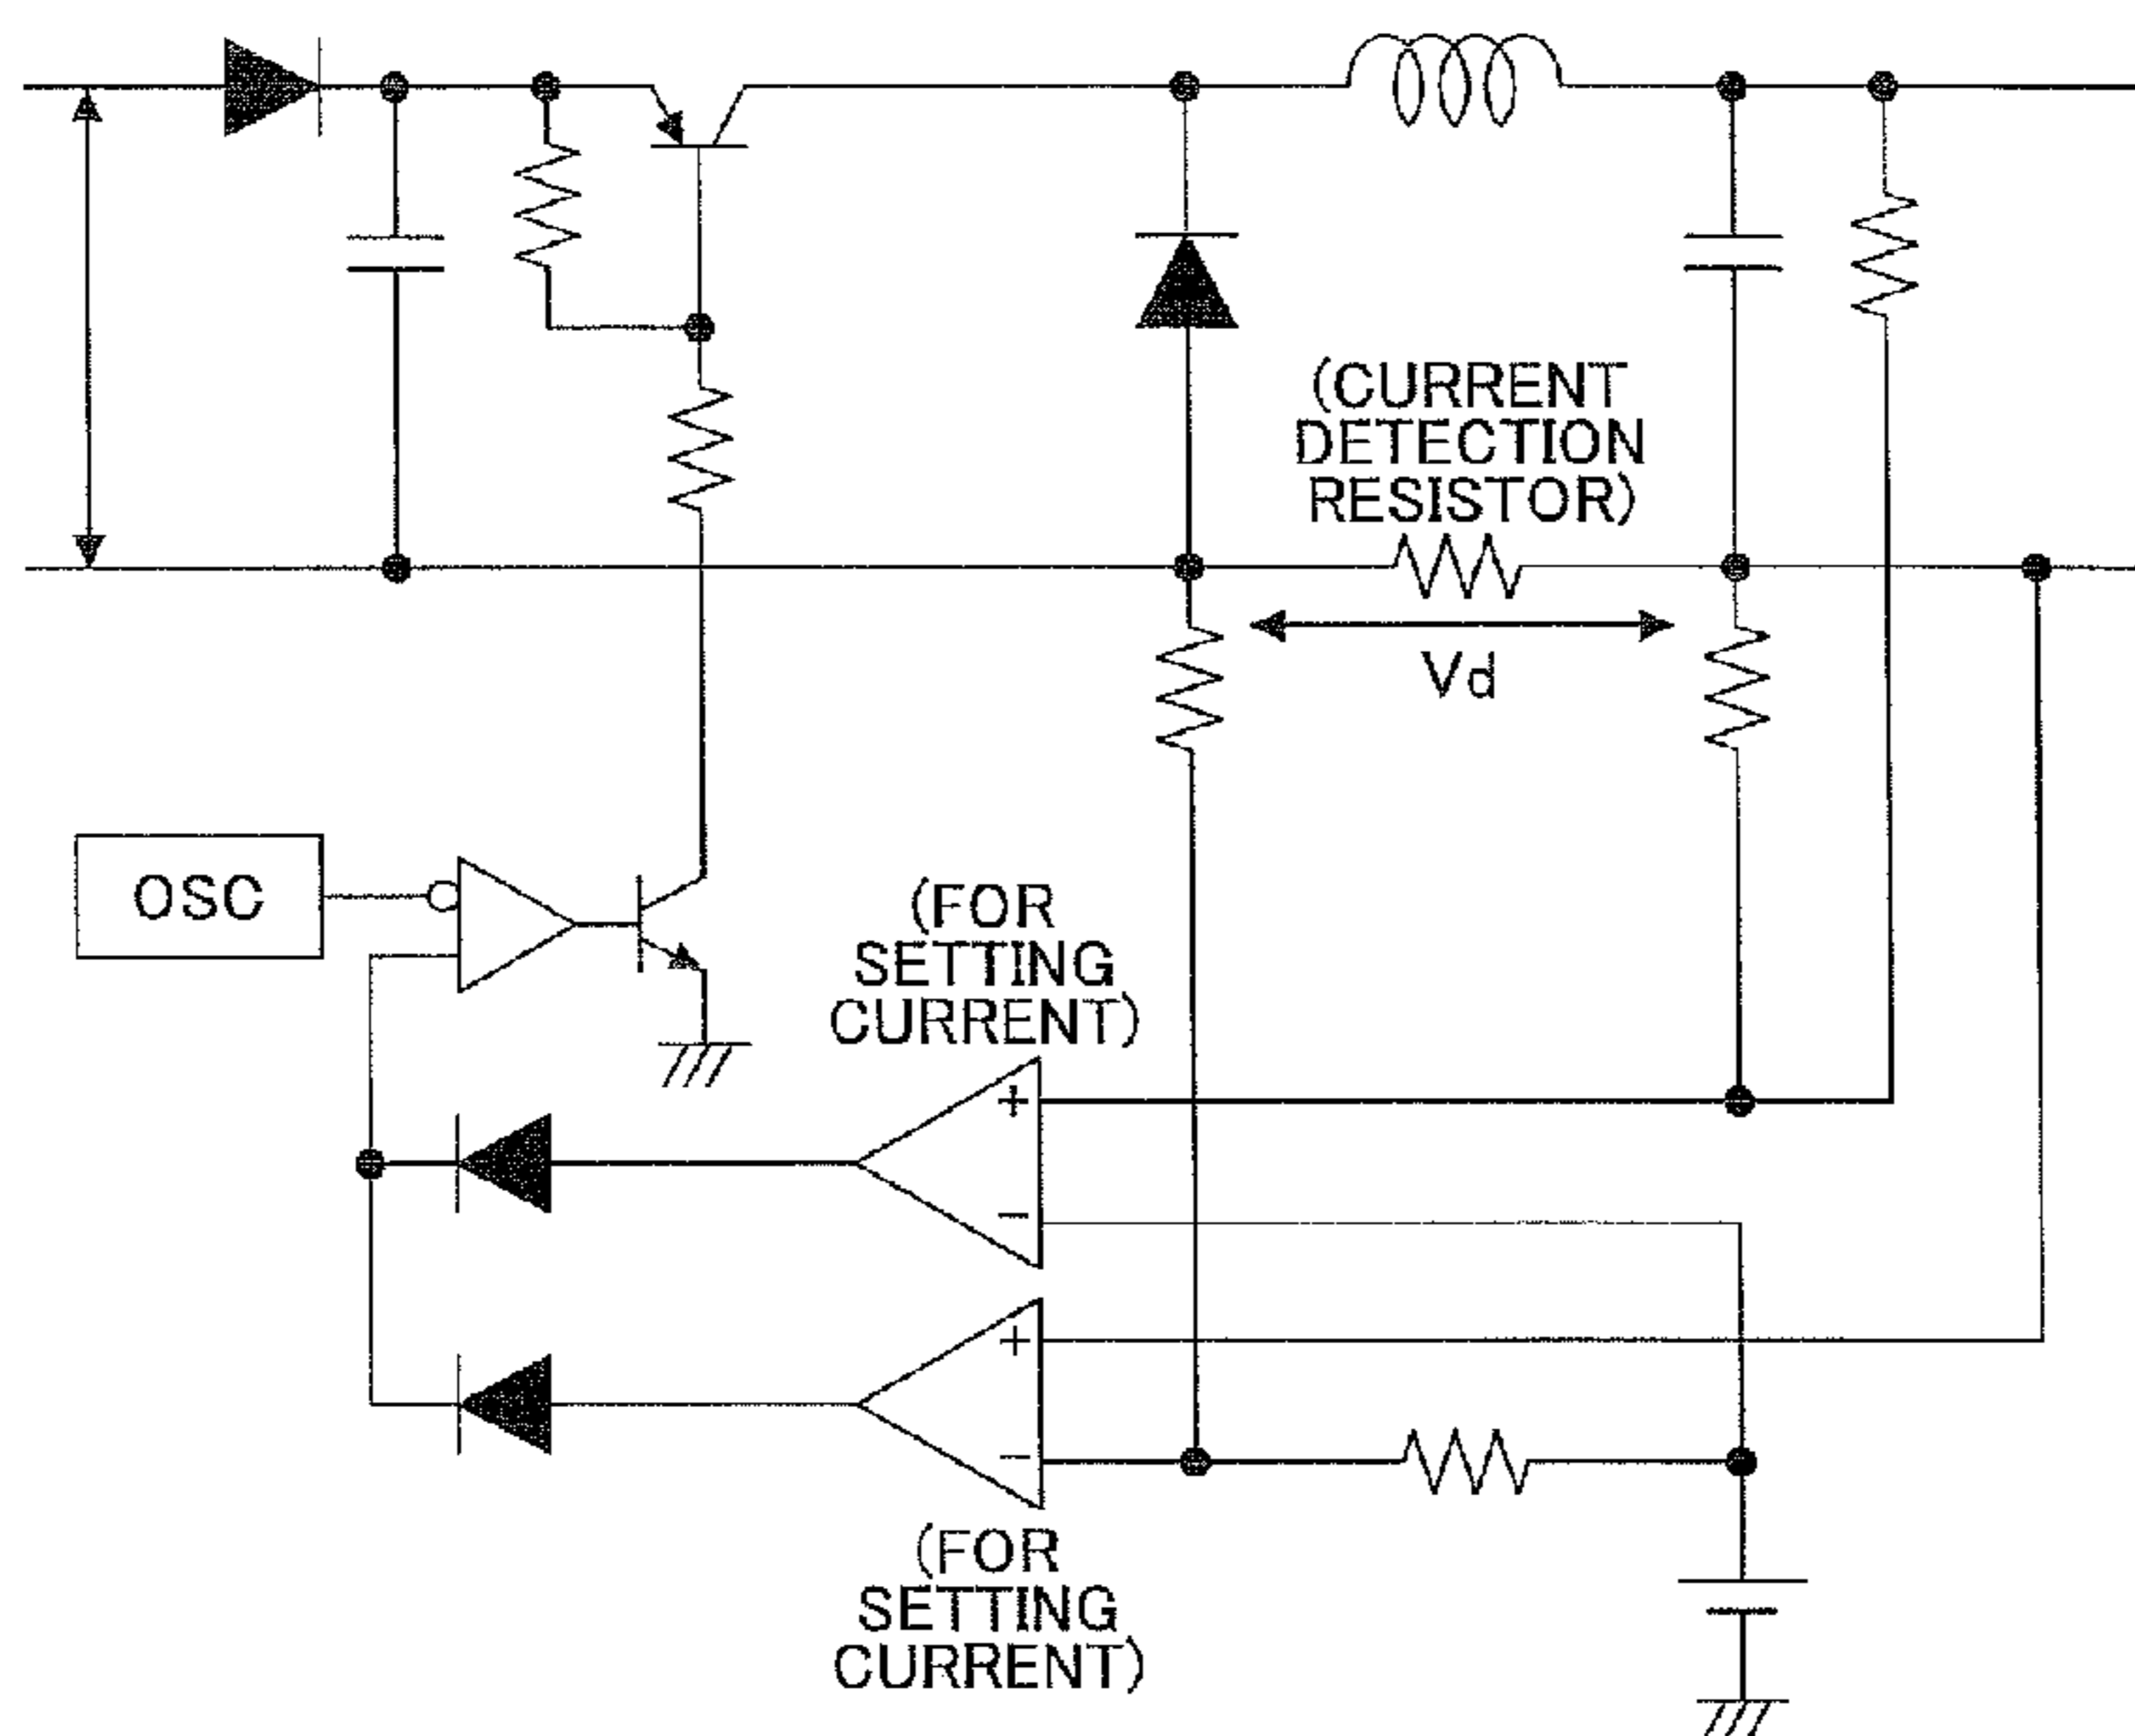 (CURRENT
DETECTION
RESISTOR)
Vd
OSC
(FOR
SETTING
CURRENT)
+
−
+
−
(FOR
SETTING
CURRENT)